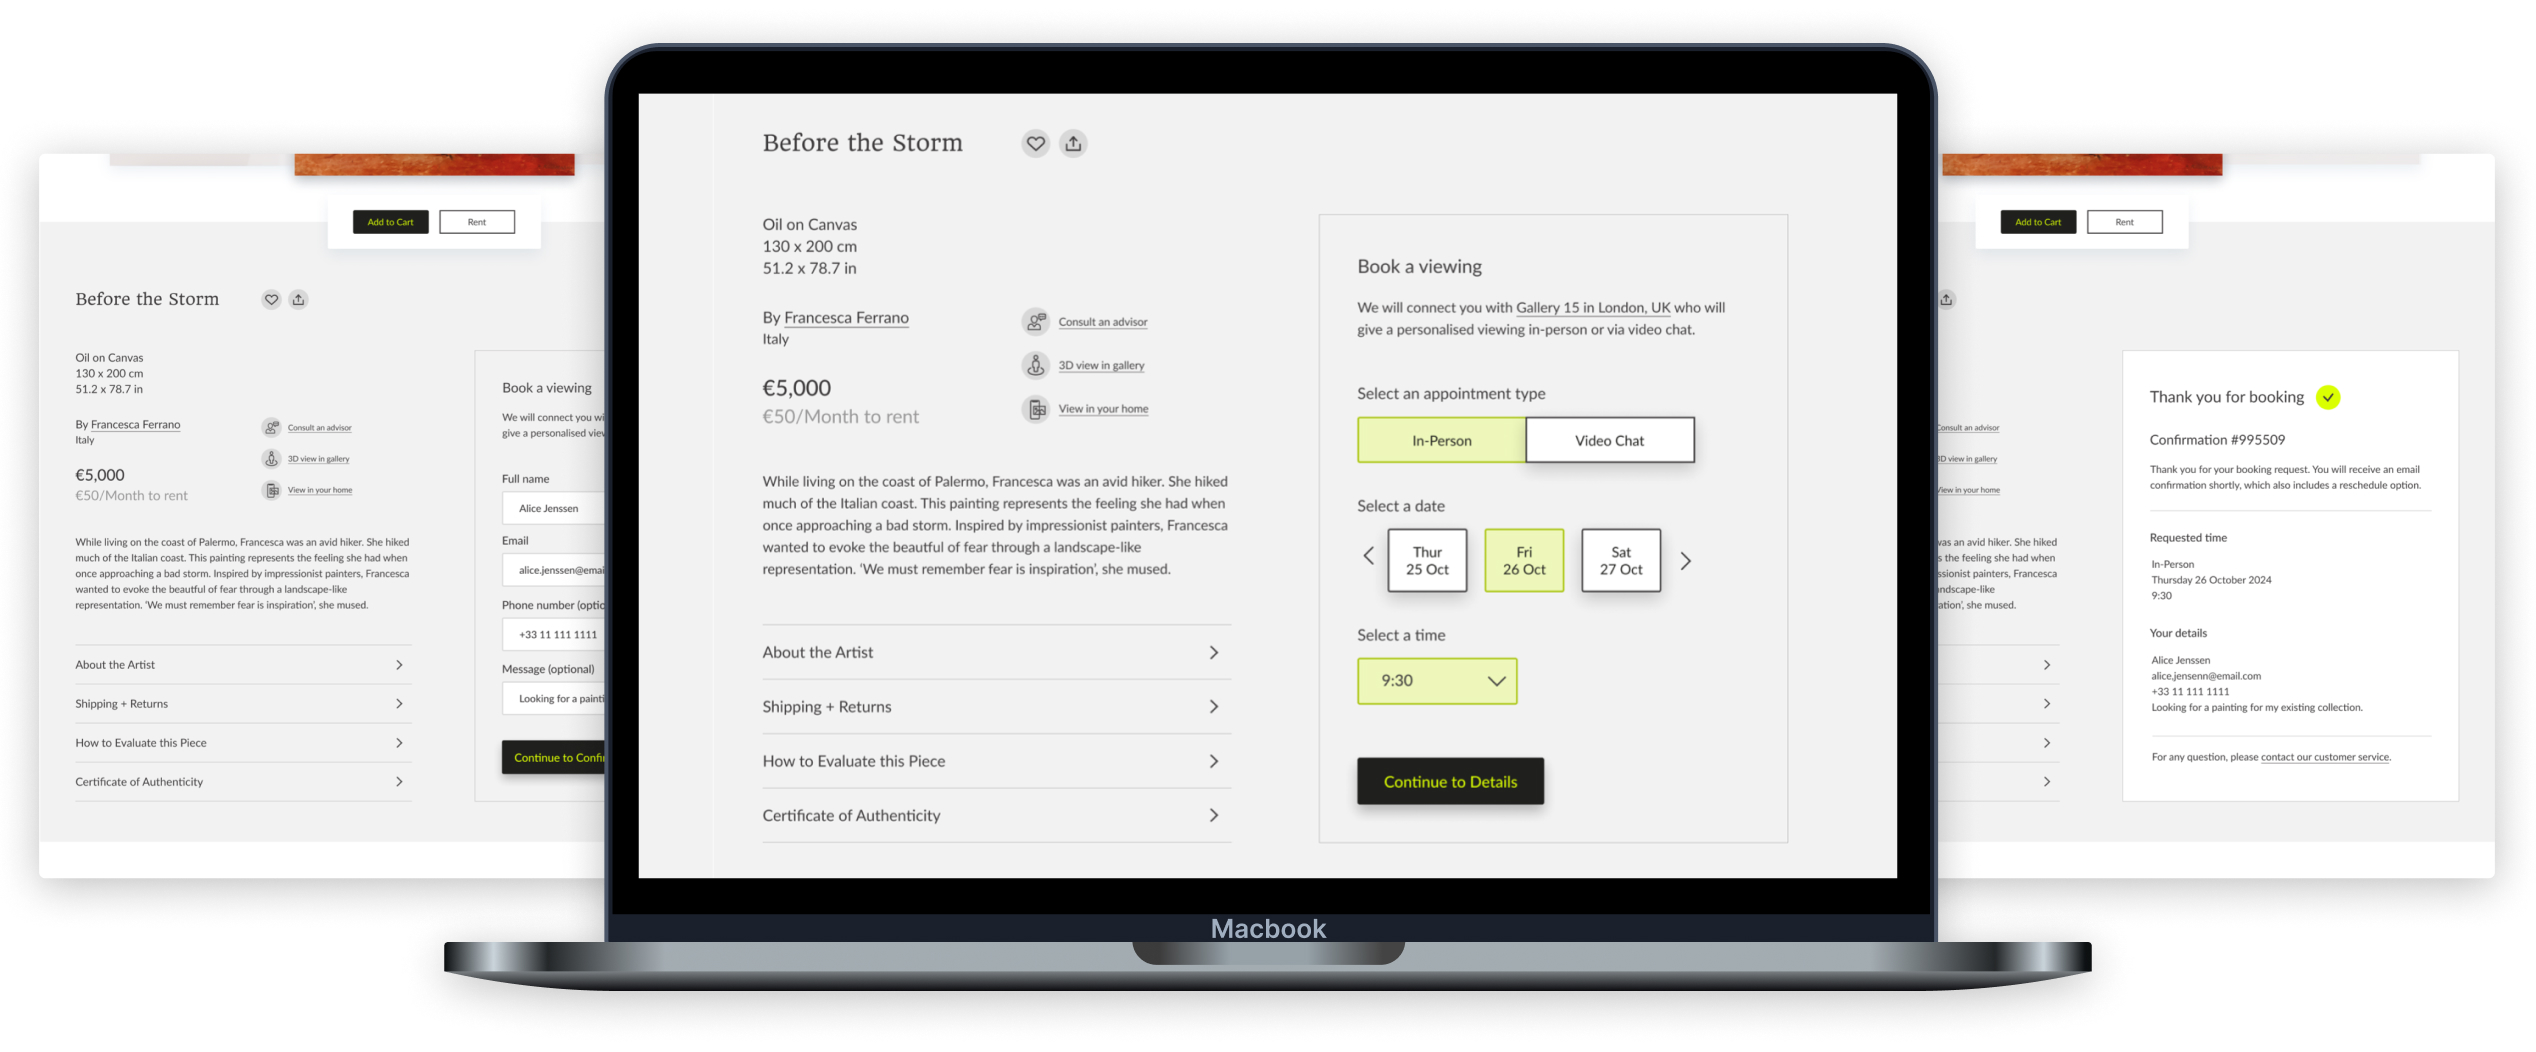 Add to Cart
Rent
Before the Storm
Oil on Canvas
130 x 200 cm
51.2 x 78.7 in
By Francesca Ferrano
Italy
€5,000
€50/Month to rent
Consult an advisor
3D view in gallery
View in your home
While living on the coast of Palermo, Francesca was an avid hiker. She hiked
much of the Italian coast. This painting represents the feeling she had when
once approaching a bad storm. Inspired by impressionist painters, Francesca
wanted to evoke the beautful of fear through a landscape-like
representation. 'We must remember fear is inspiration', she mused.
About the Artist
Shipping + Returns
How to Evaluate this Piece
Certificate of Authenticity
Book a viewing
We will connect you wi
give a personalised vie
Full name
Alice Jenssen
Email
alice.jenssen@emai
Phone number (optio
+33 11 111 1111
Message (optional)
Looking for a painti
Continue to Confi
Before the Storm
Oil on Canvas
130 x 200 cm
51.2 x 78.7 in
By Francesca Ferrano
Italy
€5,000
€50/Month to rent
Consult an advisor
3D view in gallery
View in your home
While living on the coast of Palermo, Francesca was an avid hiker. She hiked
much of the Italian coast. This painting represents the feeling she had when
once approaching a bad storm. Inspired by impressionist painters, Francesca
wanted to evoke the beautful of fear through a landscape-like
representation. 'We must remember fear is inspiration', she mused.
About the Artist
Shipping + Returns
How to Evaluate this Piece
Certificate of Authenticity
Book a viewing
We will connect you with Gallery 15 in London, UK who will
give a personalised viewing in-person or via video chat.
Select an appointment type
In-Person
Video Chat
Select a date
Thur
25 Oct
Fri
26 Oct
Sat
27 Oct
Select a time
9:30
Continue to Details
Macbook
Add to Cart
Rent
Consult an advisor
3D view in gallery
View in your home
was an avid hiker. She hiked
s the feeling she had when
ssionist painters, Francesca
ndscape-like
ation', she mused.
Thank you for booking
Confirmation #995509
Thank you for your booking request. You will receive an email
confirmation shortly, which also includes a reschedule option.
Requested time
In-Person
Thursday 26 October 2024
9:30
Your details
Alice Jenssen
alice.jensenn@email.com
+33 11 111 1111
Looking for a painting for my existing collection.
For any question, please contact our customer service.